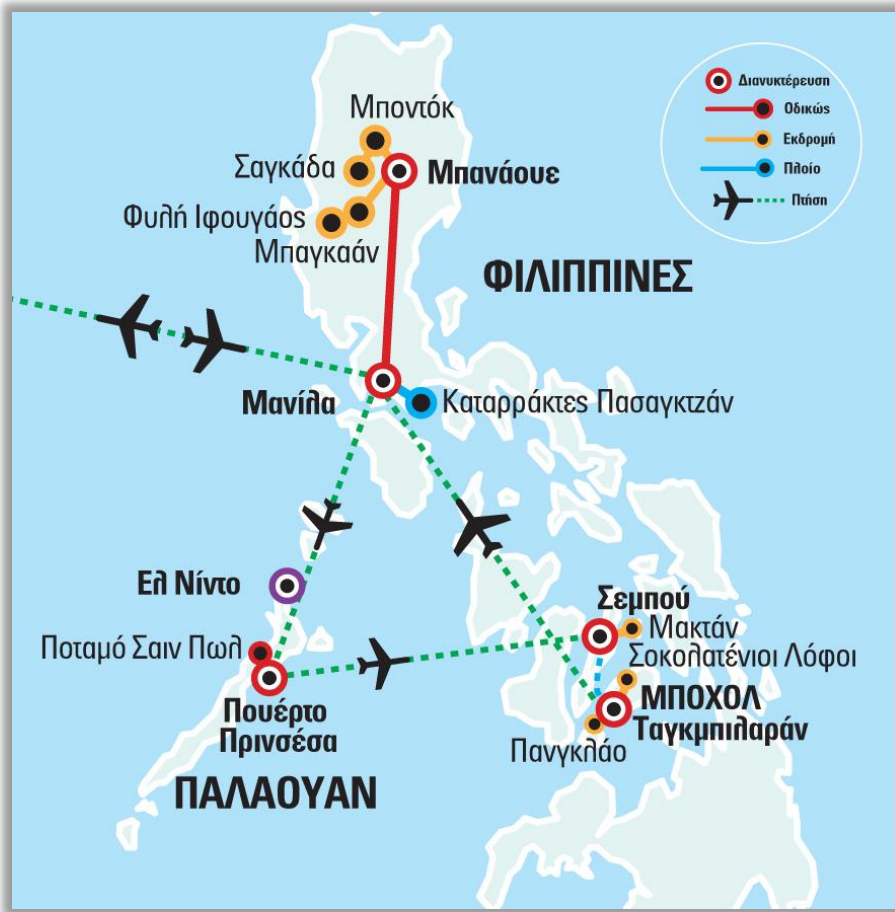 Διανυκτέρευση
Οδικώς
Εκδρομή
Πλοίο
Πτήση
Μποντόκ
Σαγκάδα
Μπανάουε
Φυλή Ιφουγάος
Μπαγκαάν
ΦΙΛΙΠΠΙΝΕΣ
Μανίλα
Καταρράκτες Πασαγκτζάν
Ελ Νίντο
Σεμπού
Μακτάν
Ποταμό Σαιν Πωλ
Σοκολατένιοι Λόφοι
ΜΠΟΧΟΛ
Ταγκμπιλαράν
Πουέρτο
Πρινσέσα
Πανγκλάο
ΠΑΛΑΟΥΑΝ